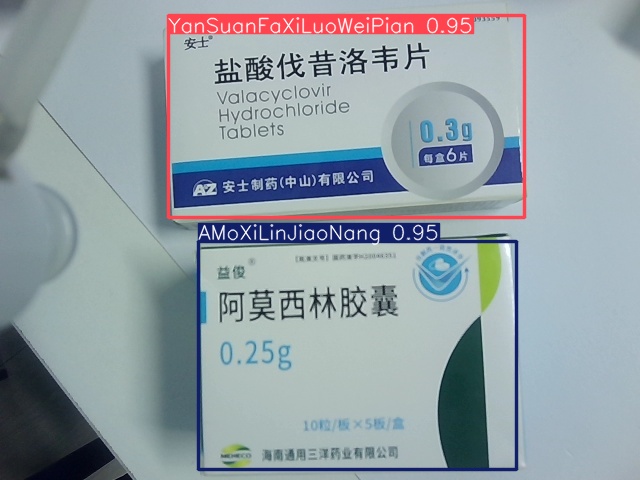 YanSuanFaXiLuoWeiPian 0.95
安士®
盐酸伐昔洛韦片
Valacyclovir
Hydrochloride
Tablets
0.3g
每盒6片
AZ 安士制药(中山)有限公司
AMoXiLinJiaoNang 0.95
益俊®
阿莫西林胶囊
0.25g
10粒/板×5板/盒
海南通用三洋药业有限公司